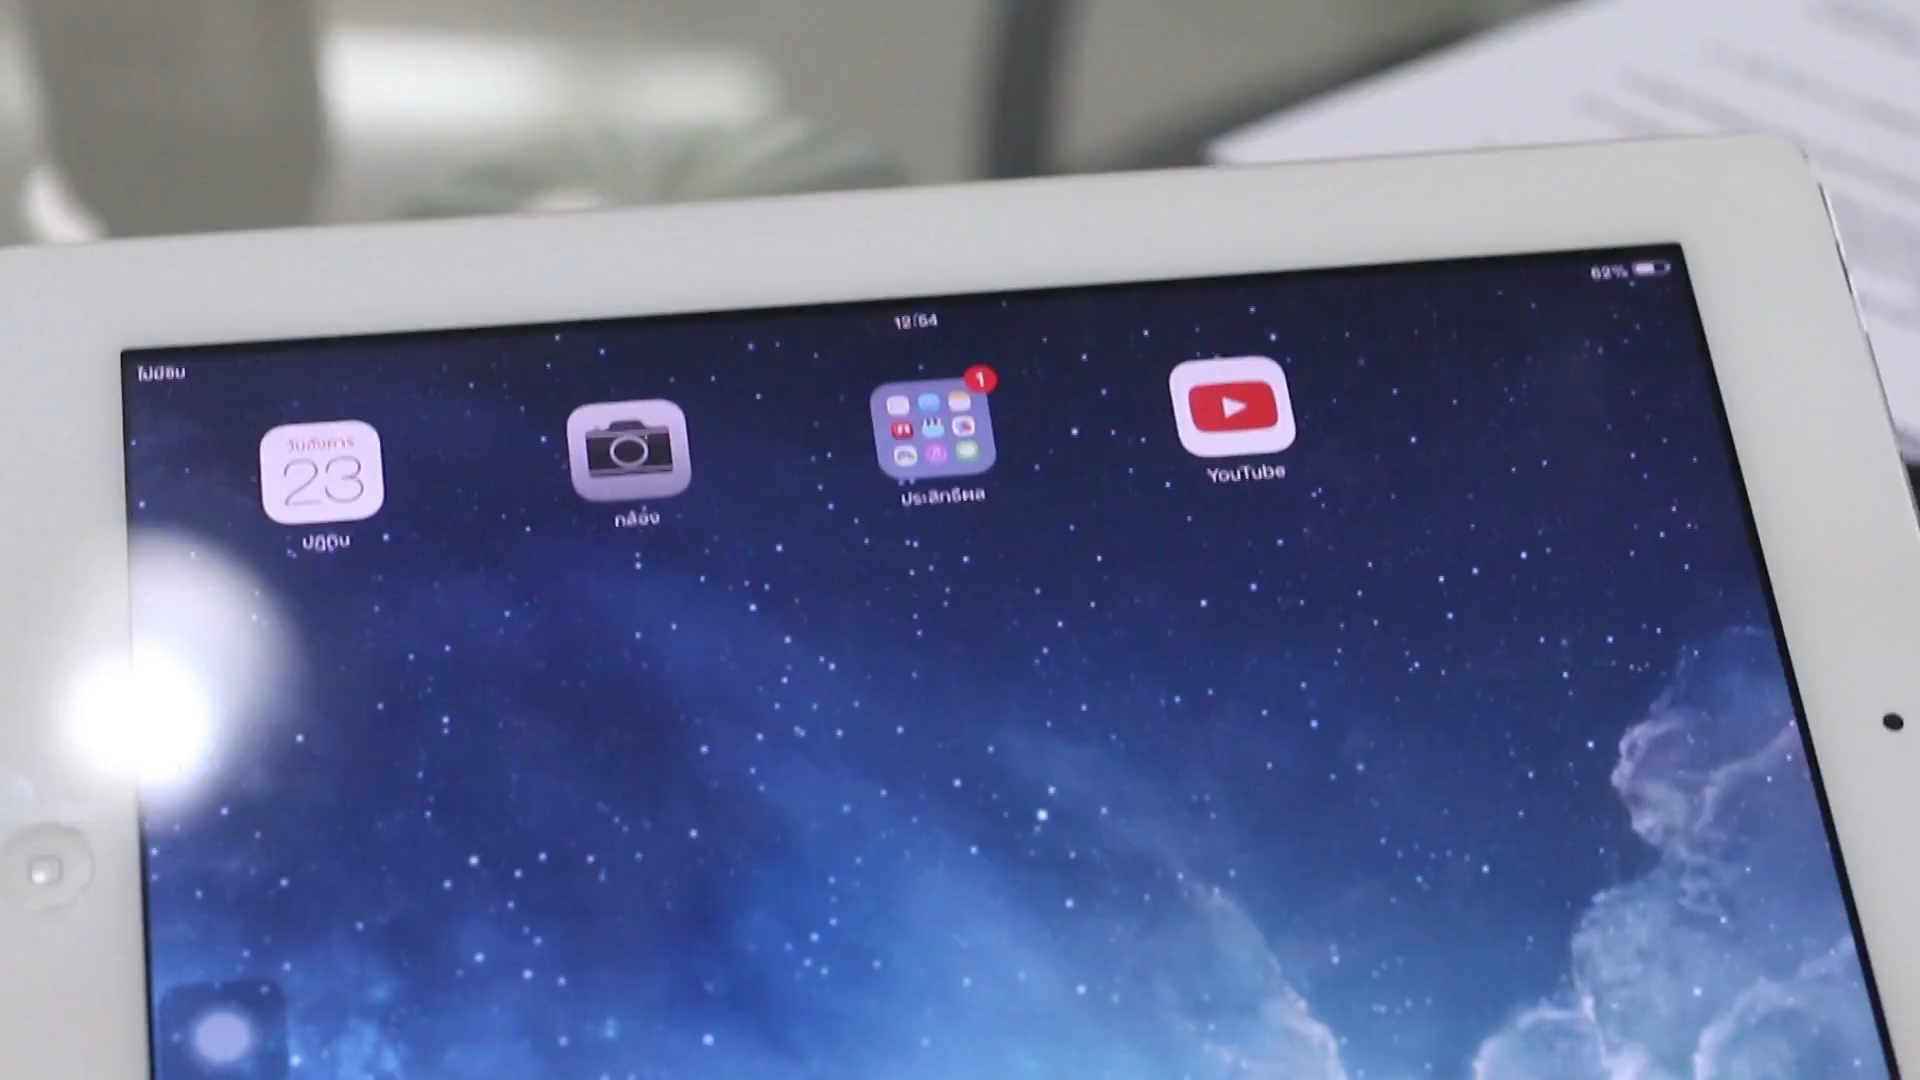 ไม่มีซิม
12:54
62%
วันอังคาร
23
ปฏิทิน
กล้อง
1
ประสิทธิผล
YouTube